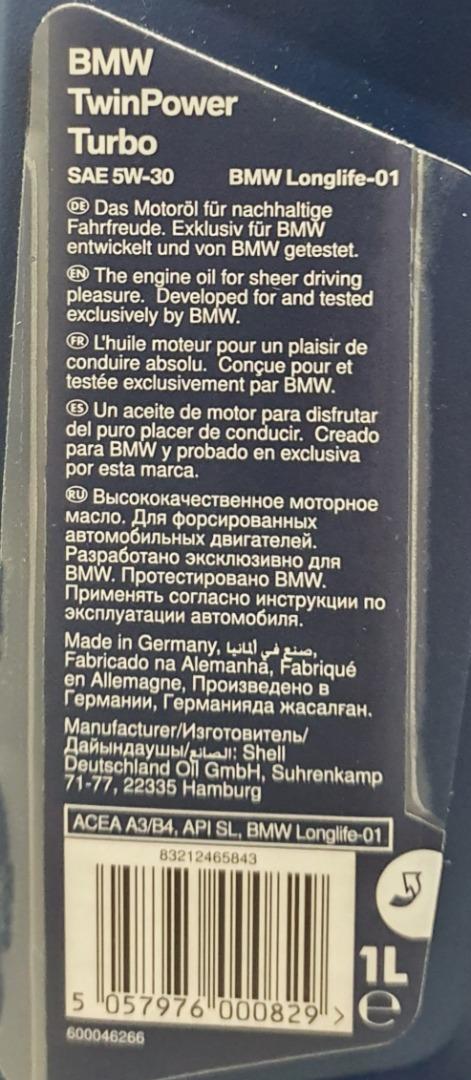 BMW
TwinPower
Turbo
SAE 5W-30 BMW Longlife-01
DE Das Motoröl für nachhaltige
Fahrfreude. Exklusiv für BMW
entwickelt und von BMW getestet.
EN The engine oil for sheer driving
pleasure. Developed for and tested
exclusively by BMW.
FR L'huile moteur pour un plaisir de
conduire absolu. Conçue pour et
testée exclusivement par BMW.
ES Un aceite de motor para disfrutar
del puro placer de conducir. Creado
para BMW y probado en exclusiva
por esta marca.
RU Высококачественное моторное
масло. Для форсированных
автомобильных двигателей.
Разработано эксклюзивно для
BMW. Протестировано BMW.
Применять согласно инструкции по
эксплуатации автомобиля.
Made in Germany, صنع في ألمانيا,
Fabricado na Alemanha, Fabriqué
en Allemagne, Произведено в
Германии, Германияда жасалған.
Manufacturer/Изготовитель/
Дайындаушы/الصانع: Shell
Deutschland Oil GmbH, Suhrenkamp
71-77, 22335 Hamburg
ACEA A3/B4, API SL, BMW Longlife-01
83212465843
5 057976 000829 >
1L
e
600046266